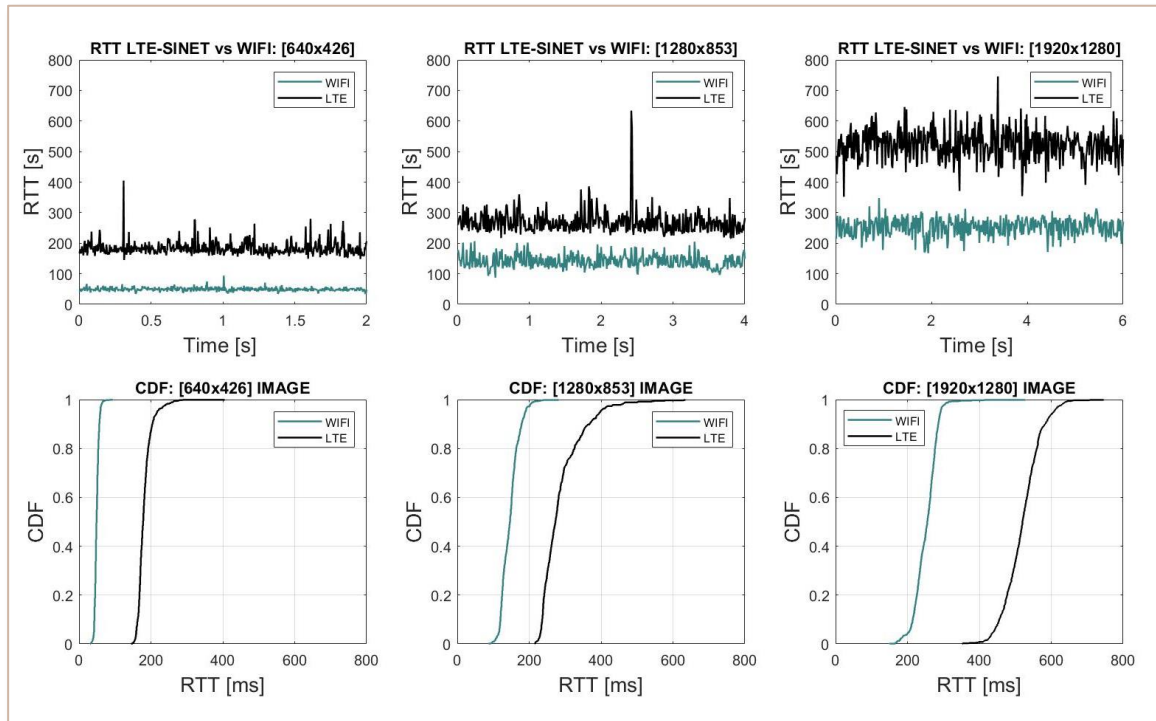 RTT LTE-SINET vs WIFI: [640x426]
800
700
600
500
400
300
200
100
0
RTT [s]
WIFI
LTE
0 0.5 1 1.5 2
Time [s]
RTT LTE-SINET vs WIFI: [1280x853]
800
700
600
500
400
300
200
100
0
RTT [s]
WIFI
LTE
0 1 2 3 4
Time [s]
RTT LTE-SINET vs WIFI: [1920x1280]
800
700
600
500
400
300
200
100
0
RTT [s]
WIFI
LTE
0 2 4 6
Time [s]
CDF: [640x426] IMAGE
1
0.8
0.6
0.4
0.2
0
CDF
WIFI
LTE
0 200 400 600 800
RTT [ms]
CDF: [1280x853] IMAGE
1
0.8
0.6
0.4
0.2
0
CDF
WIFI
LTE
0 200 400 600 800
RTT [ms]
CDF: [1920x1280] IMAGE
1
0.8
0.6
0.4
0.2
0
CDF
WIFI
LTE
0 200 400 600 800
RTT [ms]